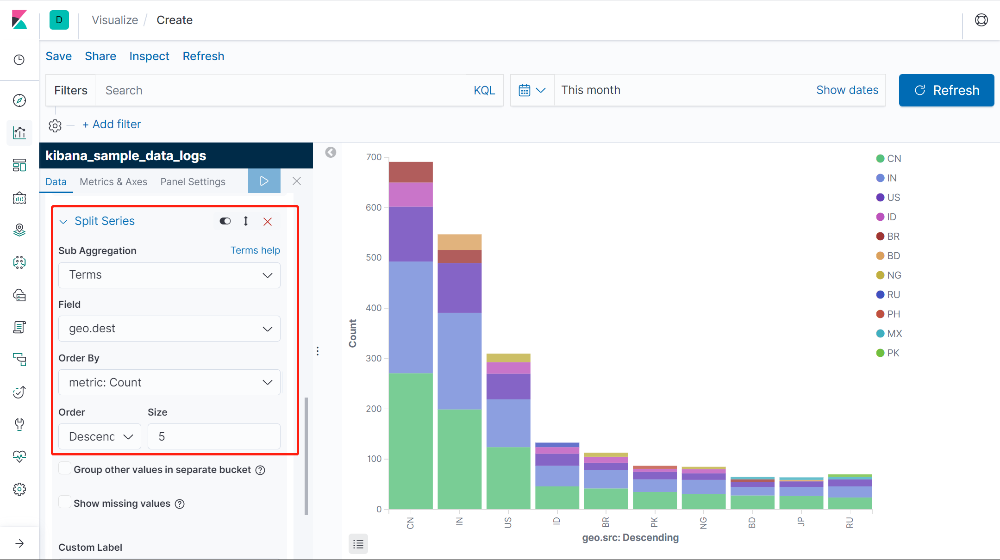 D Visualize / Create
Save Share Inspect Refresh
Filters Search KQL This month Show dates Refresh
+ Add filter
kibana_sample_data_logs
Data Metrics & Axes Panel Settings
Split Series
Sub Aggregation Terms help
Terms
Field
geo.dest
Order By
metric: Count
Order Size
Descenc 5
Group other values in separate bucket
Show missing values
Custom Label
700
600
500
400
300
200
100
0
Count
CN IN US ID BR PK NG BD JP RU
geo.src: Descending
CN
IN
US
ID
BR
BD
NG
RU
PH
MX
PK